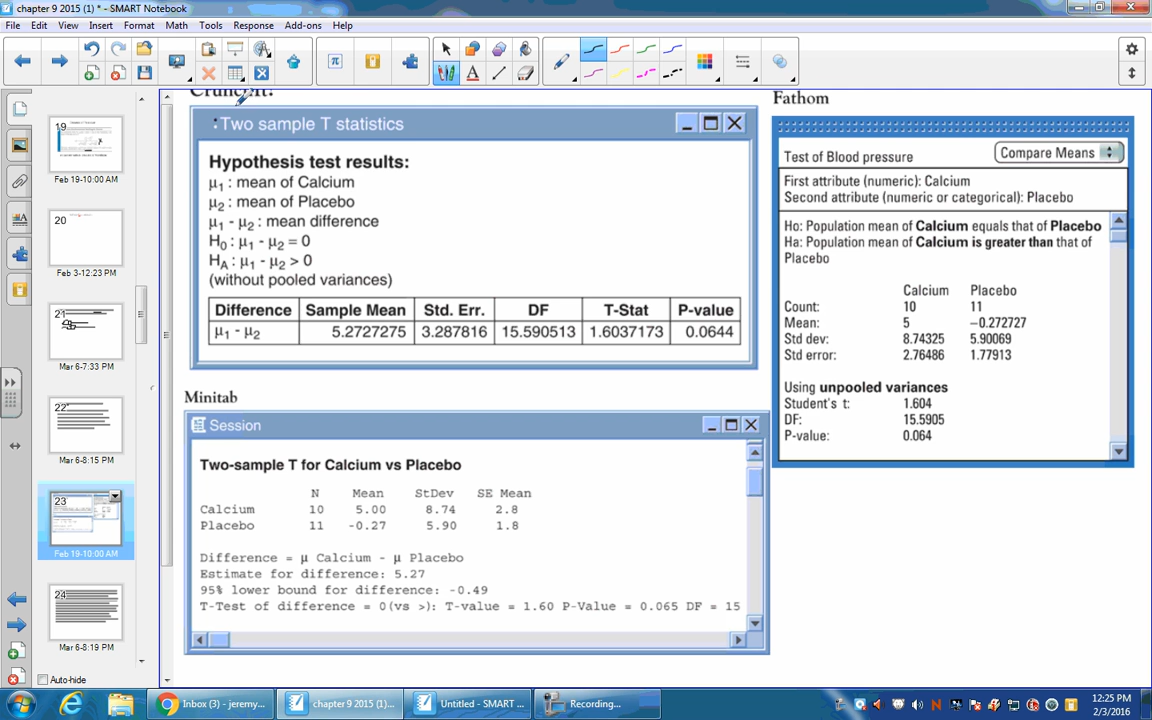 chapter 9 2015 (1) * - SMART Notebook
File Edit View Insert Format Math Tools Response Add-ons Help
CrunchIt!
Fathom
: Two sample T statistics
Hypothesis test results:
μ1 : mean of Calcium
μ2 : mean of Placebo
μ1 - μ2 : mean difference
H0 : μ1 - μ2 = 0
HA : μ1 - μ2 > 0
(without pooled variances)
Difference Sample Mean Std. Err. DF T-Stat P-value
μ1 - μ2 5.2727275 3.287816 15.590513 1.6037173 0.0644
Test of Blood pressure Compare Means
First attribute (numeric): Calcium
Second attribute (numeric or categorical): Placebo
Ho: Population mean of Calcium equals that of Placebo
Ha: Population mean of Calcium is greater than that of
Placebo
Calcium Placebo
Count: 10 11
Mean: 5 −0.272727
Std dev: 8.74325 5.90069
Std error: 2.76486 1.77913
Using unpooled variances
Student's t: 1.604
DF: 15.5905
P-value: 0.064
Minitab
Session
Two-sample T for Calcium vs Placebo
N Mean StDev SE Mean
Calcium 10 5.00 8.74 2.8
Placebo 11 -0.27 5.90 1.8
Difference = μ Calcium - μ Placebo
Estimate for difference: 5.27
95% lower bound for difference: -0.49
T-Test of difference = 0(vs >): T-value = 1.60 P-Value = 0.065 DF = 15
19
Feb 19-10:00 AM
20
Feb 3-12:23 PM
21
Mar 6-7:33 PM
22
Mar 6-8:15 PM
23
Feb 19-10:00 AM
24
Mar 6-8:19 PM
Auto-hide
Inbox (3) - jeremy... chapter 9 2015 (1)... Untitled - SMART ... Recording...
12:25 PM
2/3/2016